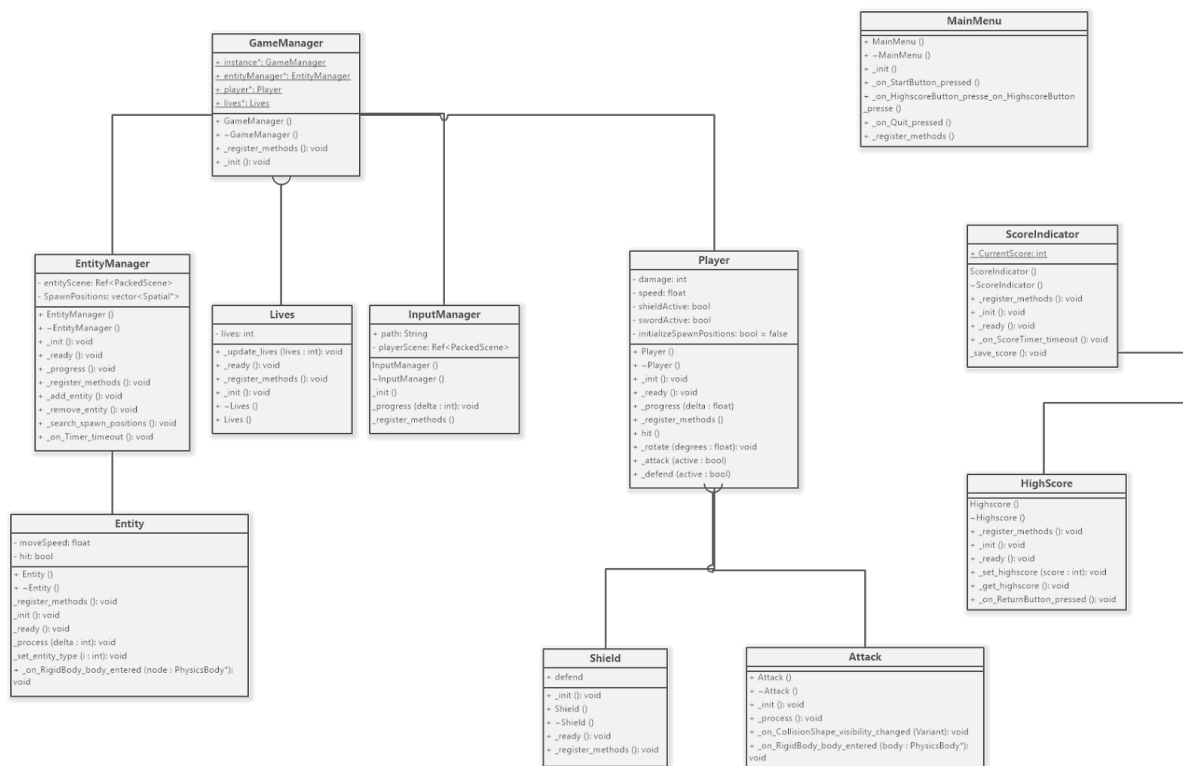 MainMenu
+ MainMenu ()
+ ~MainMenu ()
+ _init ()
+ _on_StartButton_pressed ()
+ _on_HighscoreButton_presse_on_HighscoreButton
_presse ()
+ _on_Quit_pressed ()
+ _register_methods ()
GameManager
+ instance*: GameManager
+ entityManager*: EntityManager
+ player*: Player
+ lives*: Lives
+ GameManager ()
+ ~GameManager ()
+ _register_methods (): void
+ _init (): void
EntityManager
- entityScene: Ref<PackedScene>
- SpawnPositions: vector<Spatial*>
+ EntityManager ()
+ ~EntityManager ()
+ _init (): void
+ _ready (): void
+ _progress (): void
+ _register_methods (): void
+ _add_entity (): void
+ _remove_entity (): void
+ _search_spawn_positions (): void
+ _on_Timer_timeout (): void
Lives
- lives: int
+ _update_lives (lives : int): void
+ _ready (): void
+ _register_methods (): void
+ _init (): void
+ ~Lives ()
+ Lives ()
InputManager
+ path: String
- playerScene: Ref<PackedScene>
InputManager ()
~InputManager ()
_init ()
_progress (delta : int): void
_register_methods ()
Player
- damage: int
- speed: float
- shieldActive: bool
- swordActive: bool
- initializeSpawnPositions: bool = false
+ Player ()
+ ~Player ()
+ _init (): void
+ _ready (): void
+ _progress (delta : float)
+ _register_methods ()
+ hit ()
+ _rotate (degrees : float): void
+ _attack (active : bool)
+ _defend (active : bool)
ScoreIndicator
+ CurrentScore: int
ScoreIndicator ()
~ScoreIndicator ()
+ _register_methods (): void
+ _init (): void
+ _ready (): void
+ _on_ScoreTimer_timeout (): void
_save_score (): void
HighScore
Highscore ()
~Highscore ()
+ _register_methods (): void
+ _init (): void
+ _ready (): void
+ _set_highscore (score : int): void
+ _get_highscore (): void
+ _on_ReturnButton_pressed (): void
Entity
- moveSpeed: float
- hit: bool
+ Entity ()
+ ~Entity ()
_register_methods (): void
_init (): void
_ready (): void
_process (delta : int): void
_set_entity_type (i : int): void
+ _on_RigidBody_body_entered (node : PhysicsBody*):
void
Shield
+ defend
+ _init (): void
+ Shield ()
+ ~Shield ()
+ _ready (): void
+ _register_methods (): void
Attack
+ Attack ()
+ ~Attack ()
+ _init (): void
+ _process (): void
+ _on_CollisionShape_visibility_changed (Variant): void
+ _on_RigidBody_body_entered (body : PhysicsBody*):
void